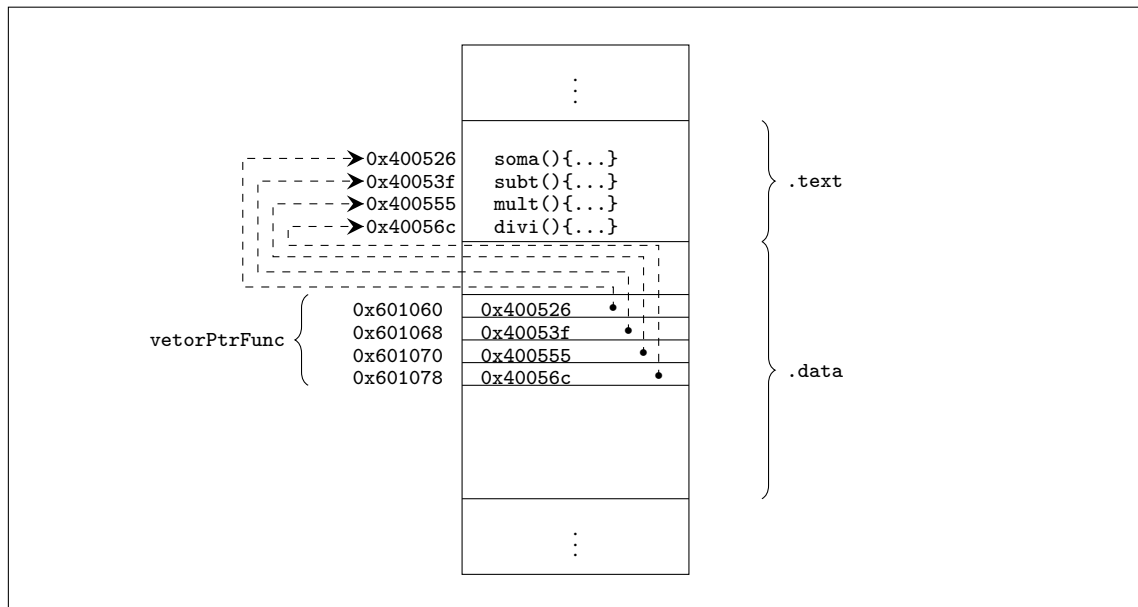 ⋮
0x400526 soma(){...}
0x40053f subt(){...}
0x400555 mult(){...}
0x40056c divi(){...}
.text
0x601060 0x400526
0x601068 0x40053f
vetorPtrFunc
0x601070 0x400555
0x601078 0x40056c
.data
⋮